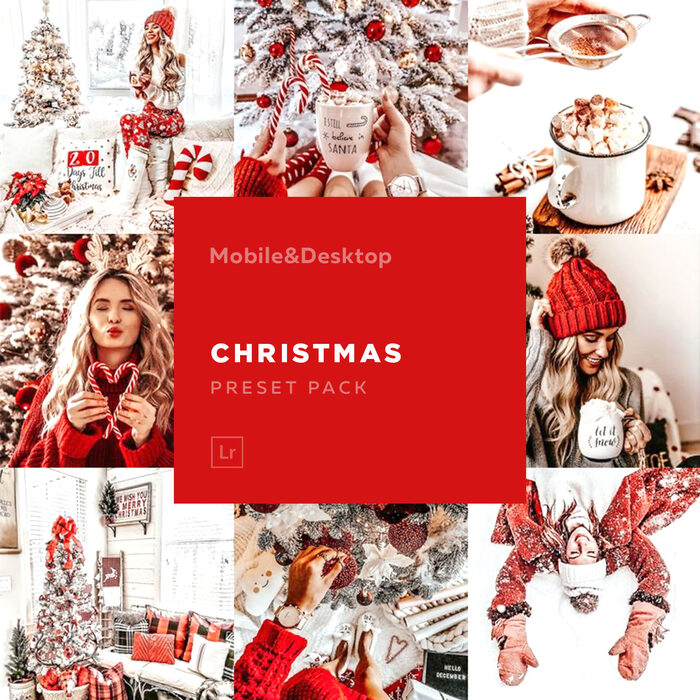 20
Days Till
Christmas
I STILL
believe in
SANTA
Mobile&Desktop
CHRISTMAS
PRESET PACK
Lr
let it
snow
WE WISH YOU
A MERRY
CHRISTMAS
HELLO
DECEMBER